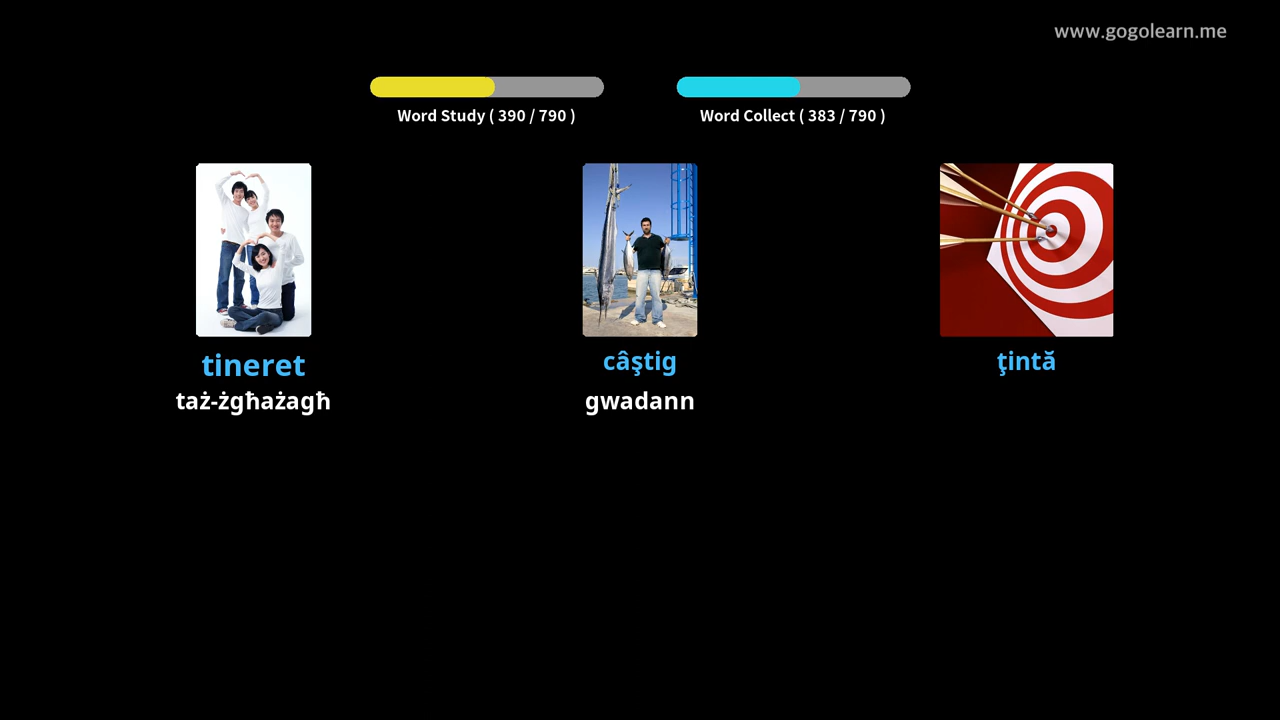 www.gogolearn.me
Word Study ( 390 / 790 )
Word Collect ( 383 / 790 )
tineret
câştig
ţintă
taż-żgħażagħ
gwadann